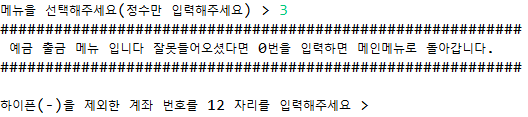 메뉴을 선택해주세요(정수만 입력해주세요) > 3
##########################################################
예금 출금 메뉴 입니다 잘못들어오셨다면 0번을 입력하면 메인메뉴로 돌아갑니다.
##########################################################
하이픈(-)을 제외한 계좌 번호를 12 자리를 입력해주세요 >